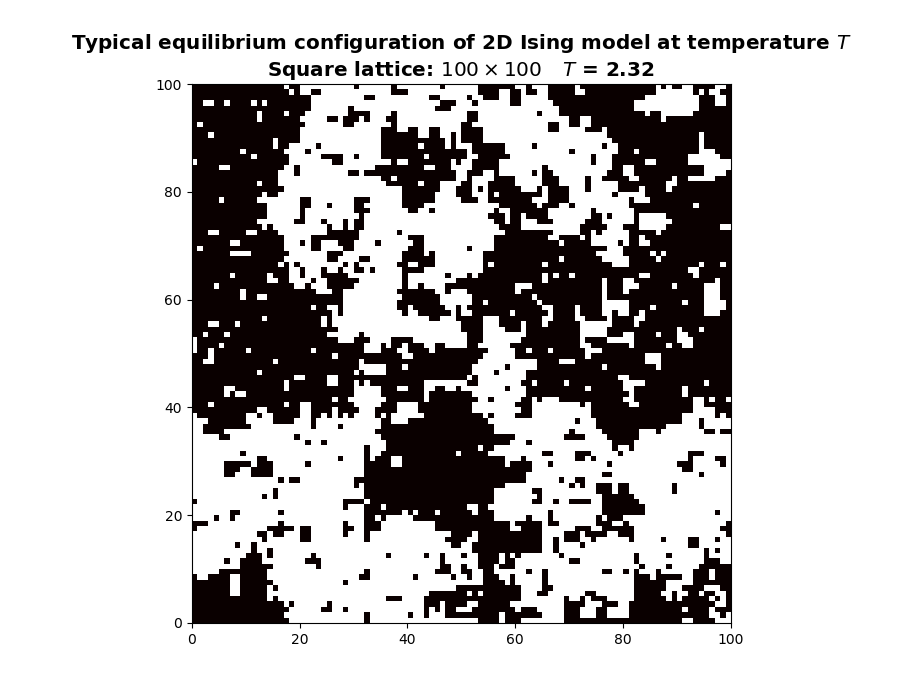 Typical equilibrium configuration of 2D Ising model at temperature T
Square lattice: 100 × 100 T = 2.32
100
80
60
40
20
0
0 20 40 60 80 100